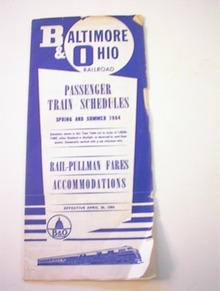 BALTIMORE
& OHIO
RAILROAD
PASSENGER
TRAIN SCHEDULES
SPRING AND SUMMER 1964
RAIL-PULLMAN FARES
ACCOMMODATIONS
EFFECTIVE APRIL 26, 1964
B&O